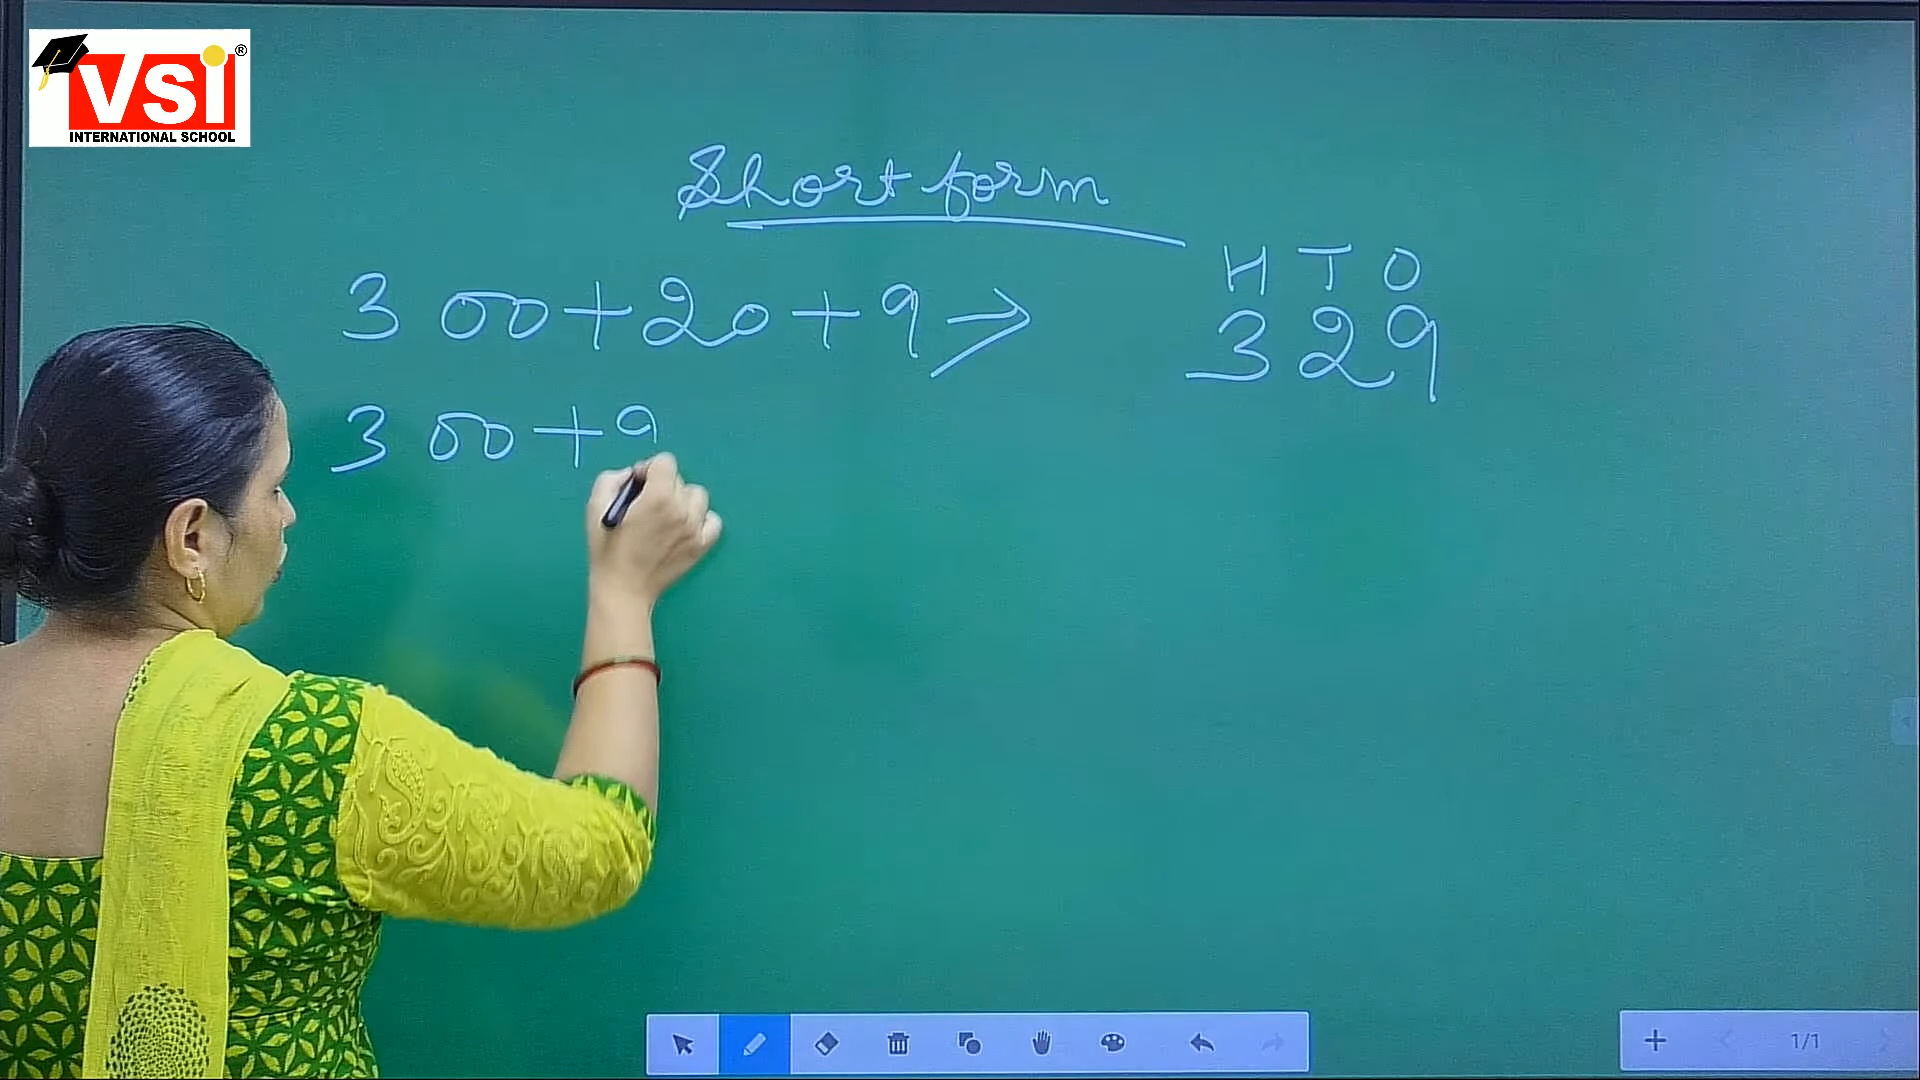 VSI ®
INTERNATIONAL SCHOOL
Short form
H T O
300+20+9 → 329
300+9
1/1